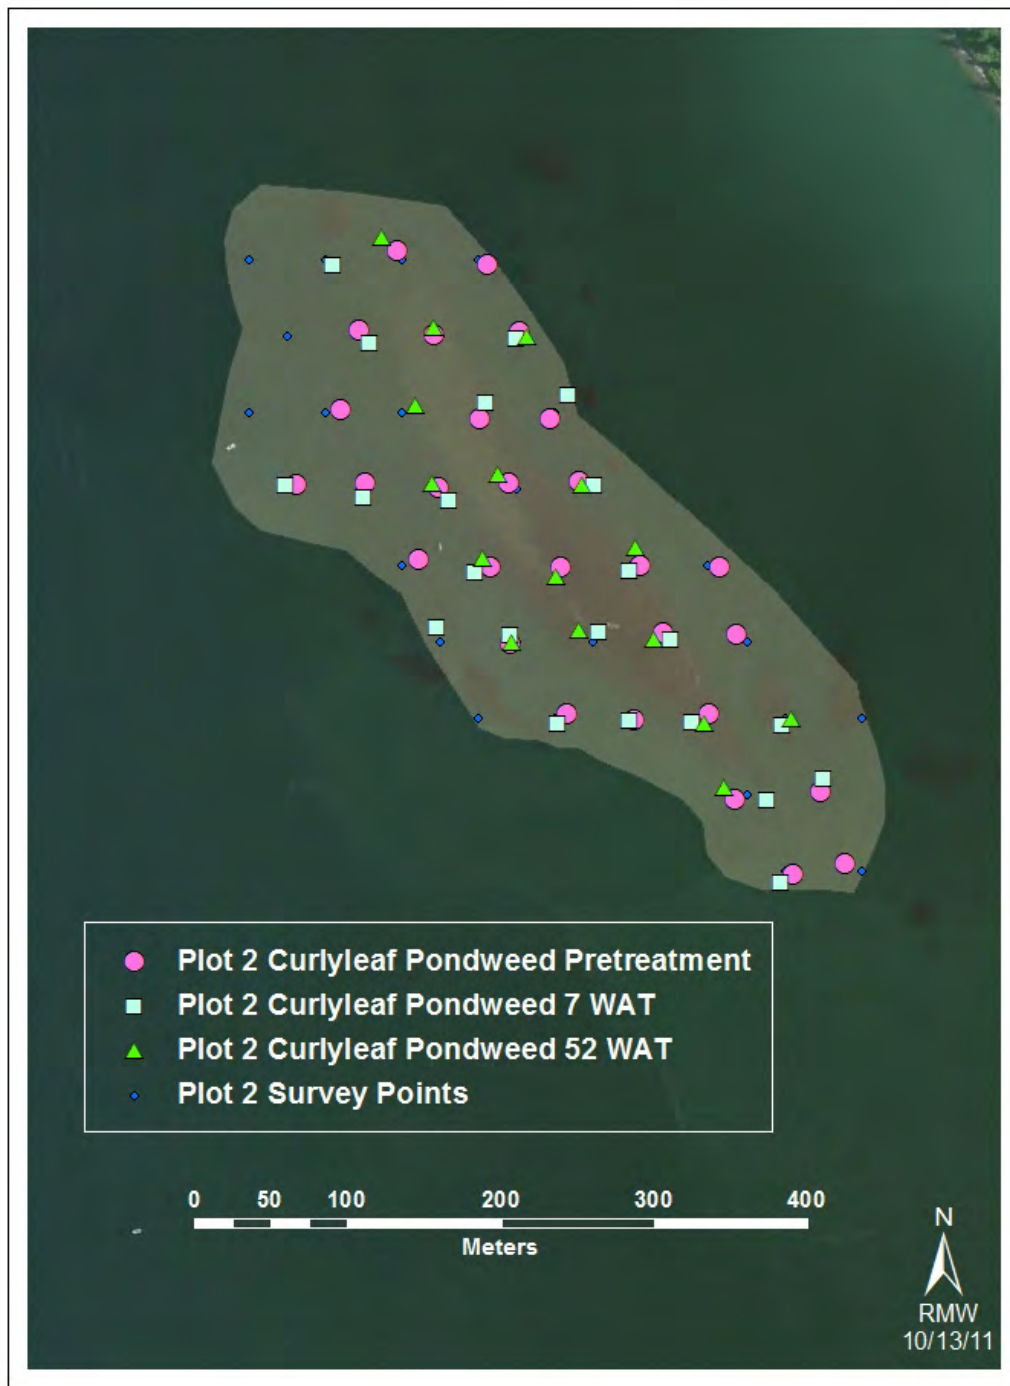 Plot 2 Curlyleaf Pondweed Pretreatment
Plot 2 Curlyleaf Pondweed 7 WAT
Plot 2 Curlyleaf Pondweed 52 WAT
Plot 2 Survey Points
0 50 100 200 300 400
Meters
N
RMW
10/13/11